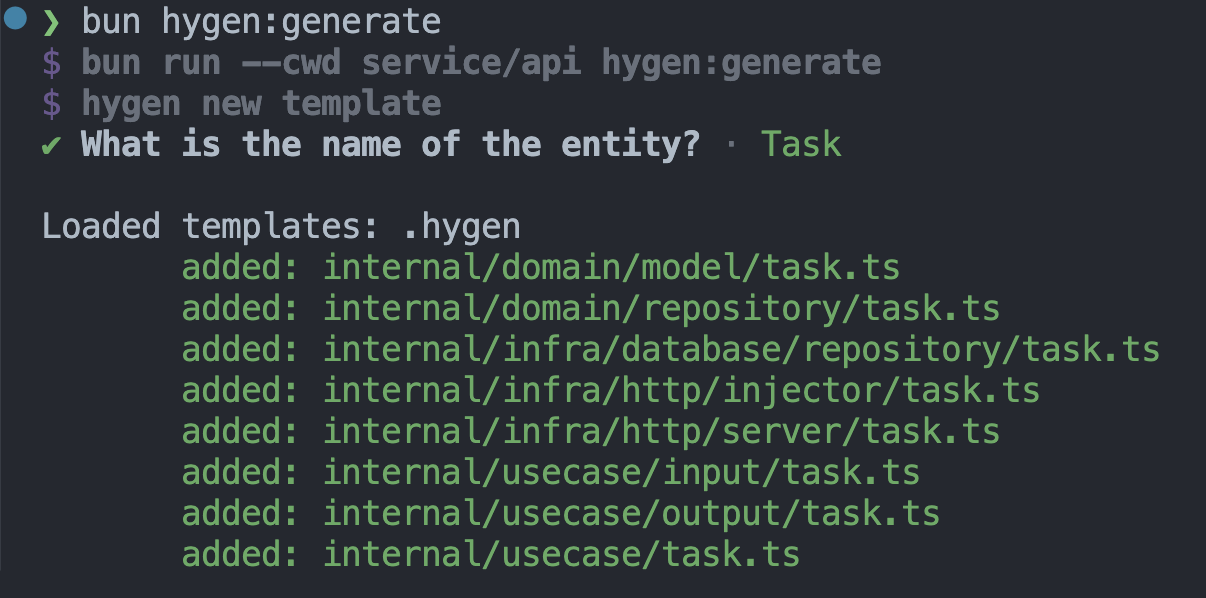 ❯ bun hygen:generate
$ bun run --cwd service/api hygen:generate
$ hygen new template
✔ What is the name of the entity? · Task
Loaded templates: .hygen
added: internal/domain/model/task.ts
added: internal/domain/repository/task.ts
added: internal/infra/database/repository/task.ts
added: internal/infra/http/injector/task.ts
added: internal/infra/http/server/task.ts
added: internal/usecase/input/task.ts
added: internal/usecase/output/task.ts
added: internal/usecase/task.ts